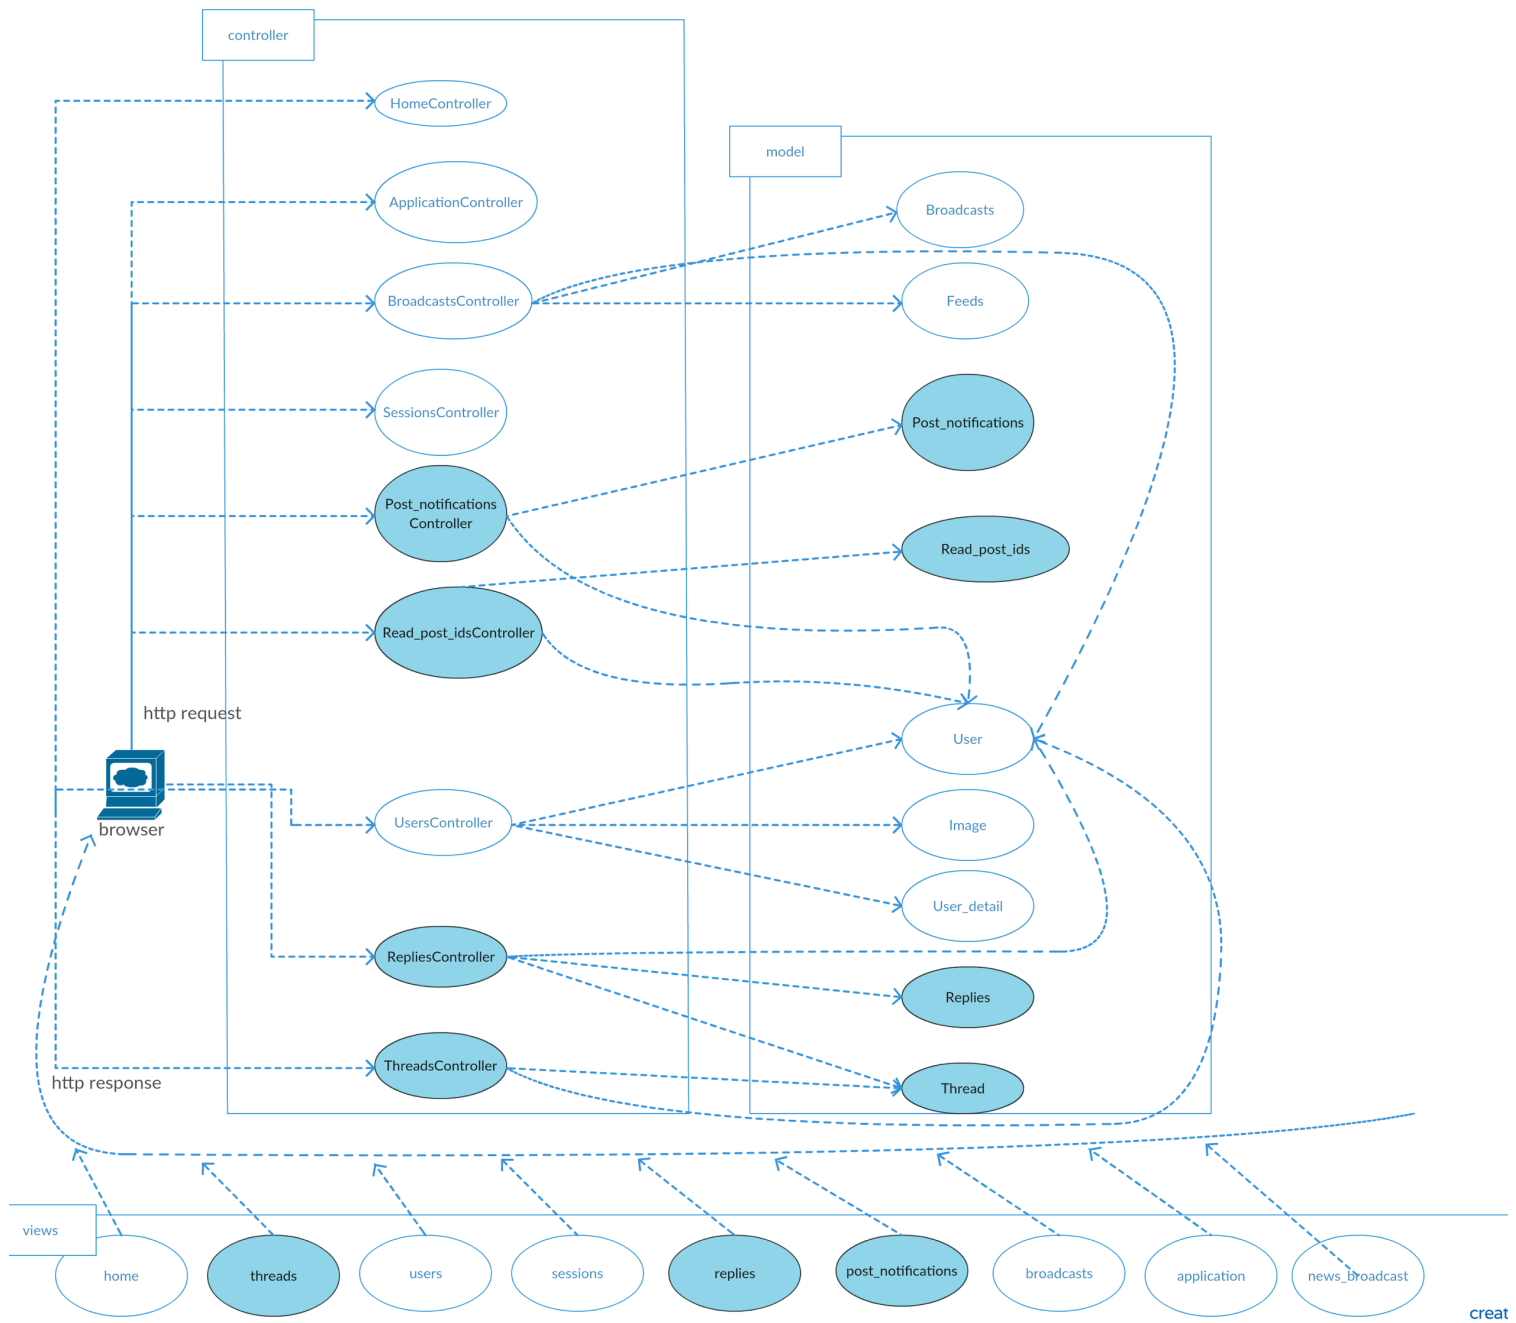 controller
HomeController
model
ApplicationController
Broadcasts
BroadcastsController
Feeds
SessionsController
Post_notifications
Post_notifications
Controller
Read_post_ids
Read_post_idsController
http request
User
browser
UsersController
Image
User_detail
RepliesController
Replies
ThreadsController
http response
Thread
views
home
threads
users
sessions
replies
post_notifications
broadcasts
application
news_broadcast
creat